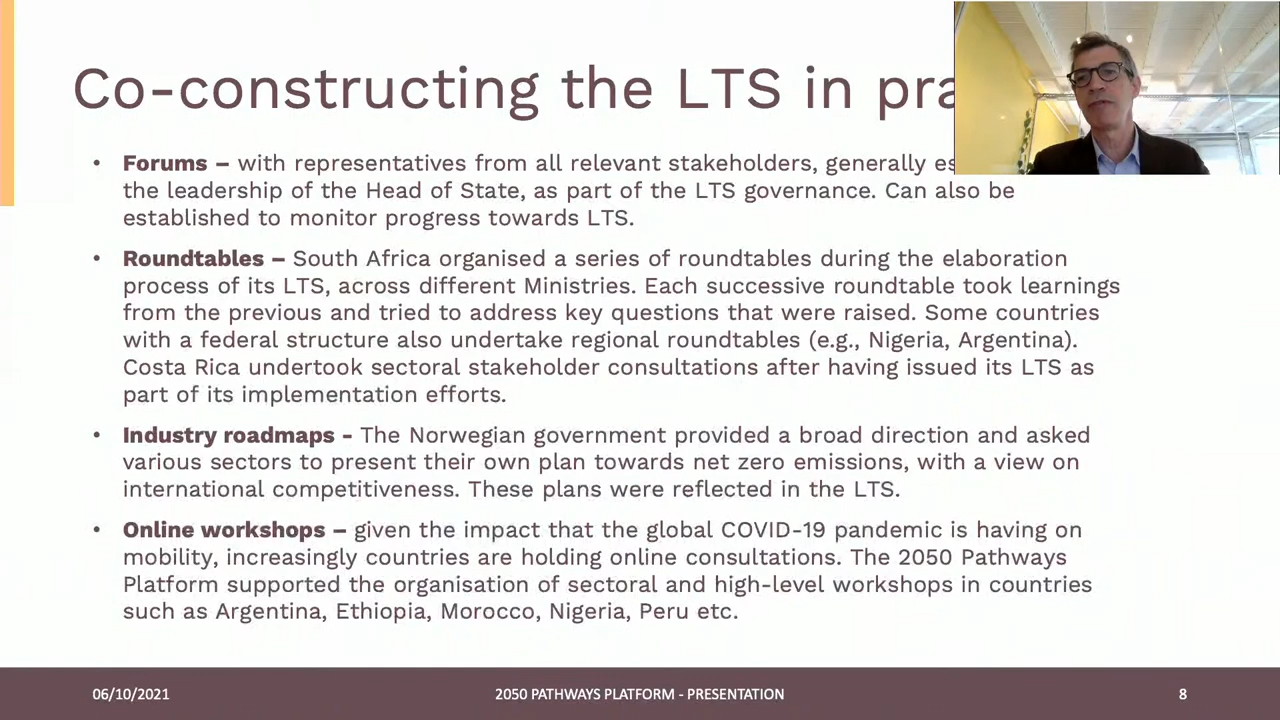 Co-constructing the LTS in
• Forums – with representatives from all relevant stakeholders, generally
the leadership of the Head of State, as part of the LTS governance. Can also be
established to monitor progress towards LTS.
• Roundtables – South Africa organised a series of roundtables during the elaboration
process of its LTS, across different Ministries. Each successive roundtable took learnings
from the previous and tried to address key questions that were raised. Some countries
with a federal structure also undertake regional roundtables (e.g., Nigeria, Argentina).
Costa Rica undertook sectoral stakeholder consultations after having issued its LTS as
part of its implementation efforts.
• Industry roadmaps - The Norwegian government provided a broad direction and asked
various sectors to present their own plan towards net zero emissions, with a view on
international competitiveness. These plans were reflected in the LTS.
• Online workshops – given the impact that the global COVID-19 pandemic is having on
mobility, increasingly countries are holding online consultations. The 2050 Pathways
Platform supported the organisation of sectoral and high-level workshops in countries
such as Argentina, Ethiopia, Morocco, Nigeria, Peru etc.
06/10/2021
2050 PATHWAYS PLATFORM - PRESENTATION
8